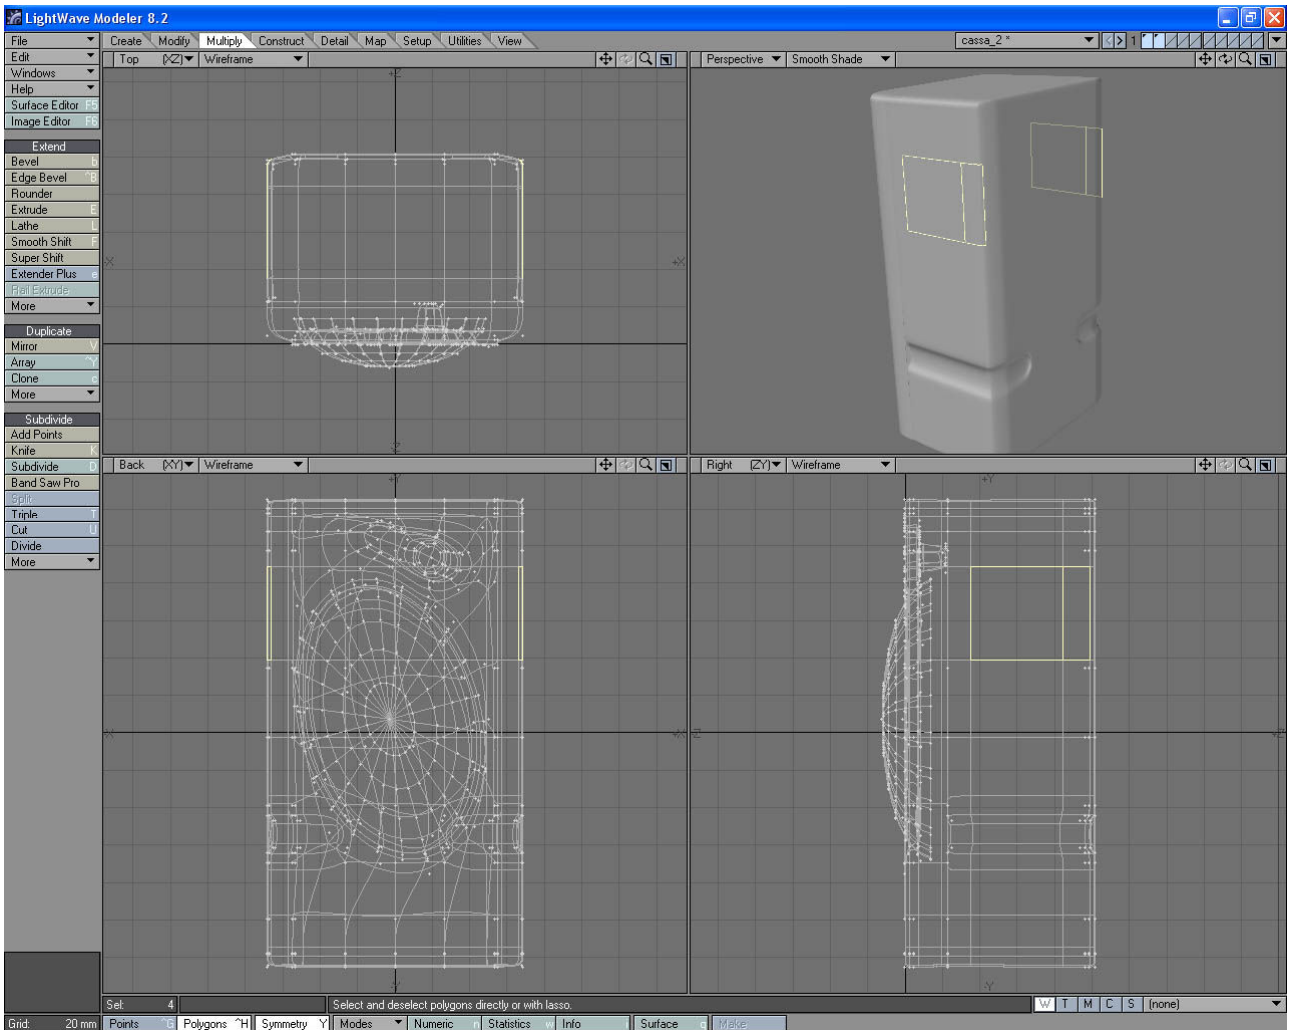 LightWave Modeler 8.2
File Create Modify Multiply Construct Detail Map Setup Utilities View cassa_2 * 1
Edit Top (XZ) Wireframe Perspective Smooth Shade
Windows
Help
Surface Editor F5
Image Editor F6
Extend
Bevel b
Edge Bevel ^B
Rounder
Extrude E
Lathe L
Smooth Shift F
Super Shift
Extender Plus e
Rail Extrude
More
Duplicate
Mirror V
Array ^Y
Clone c
More
Subdivide
Add Points
Knife K
Subdivide D
Band Saw Pro
Split
Triple T
Cut U
Divide
More
+Z
-X +X
-Z
Back (XY) Wireframe Right (ZY) Wireframe
+Y +Y
-X +X -Z +Z
-Y -Y
Sel: 4 Select and deselect polygons directly or with lasso. W T M C S (none)
Grid: 20 mm Points ^G Polygons ^H Symmetry Y Modes Numeric n Statistics w Info i Surface q Make